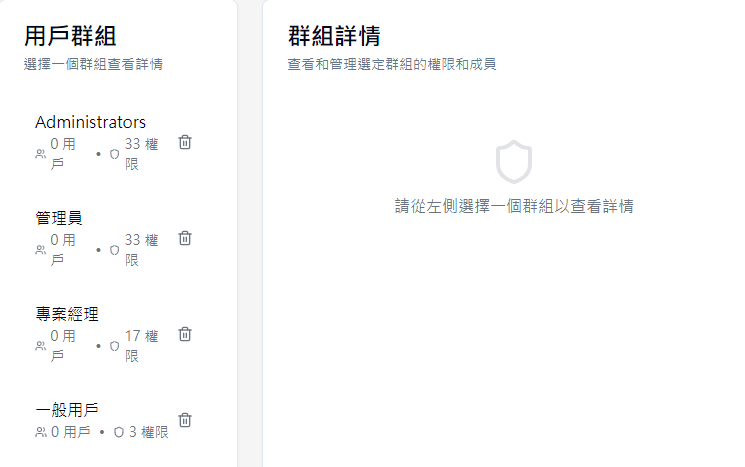 用戶群組
選擇一個群組查看詳情
Administrators
0 用
戶
•
33 權
限
管理員
0 用
戶
•
33 權
限
專案經理
0 用
戶
•
17 權
限
一般用戶
0 用戶 • 3 權限
群組詳情
查看和管理選定群組的權限和成員
請從左側選擇一個群組以查看詳情